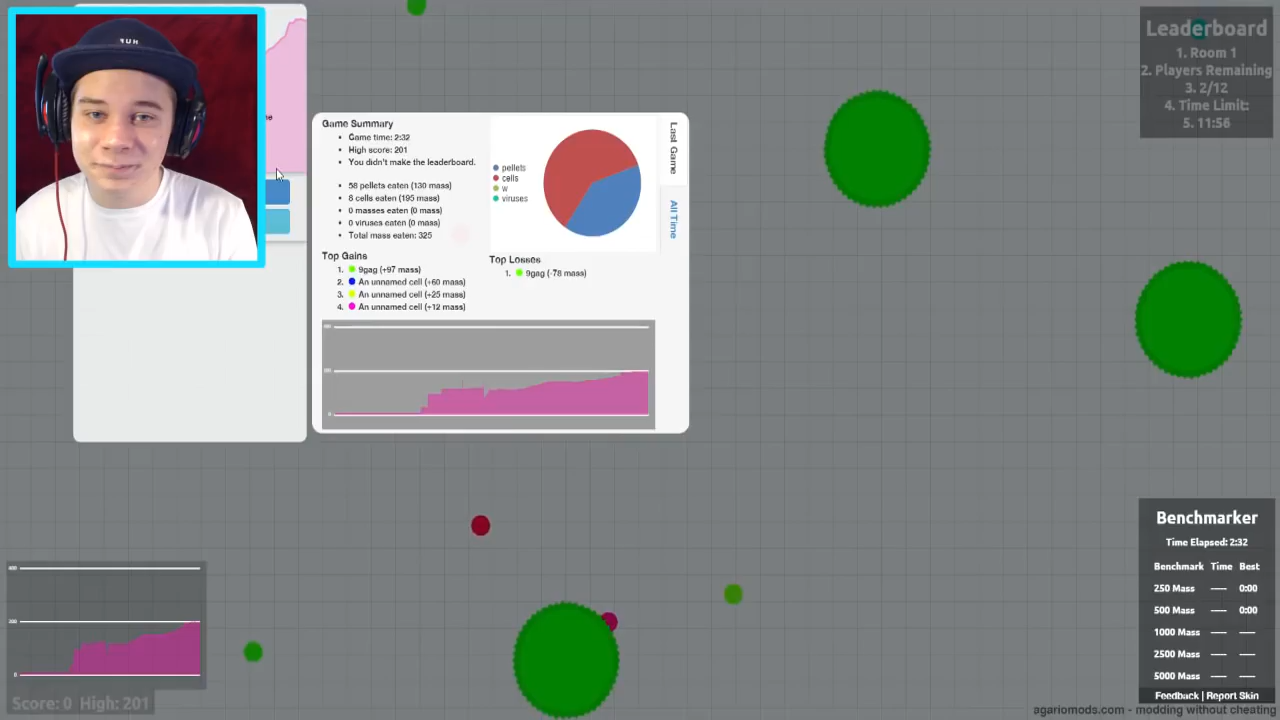 Game Summary
Game time: 2:32
High score: 201
You didn't make the leaderboard.
58 pellets eaten (130 mass)
8 cells eaten (195 mass)
0 masses eaten (0 mass)
0 viruses eaten (0 mass)
Total mass eaten: 325
pellets
cells
w
viruses
Last Game
All Time
Top Gains
1. 9gag (+97 mass)
2. An unnamed cell (+60 mass)
3. An unnamed cell (+25 mass)
4. An unnamed cell (+12 mass)
Top Losses
1. 9gag (-78 mass)
0
Leaderboard
1. Room 1
2. Players Remaining
3. 2/12
4. Time Limit:
5. 11:56
400
200
0
Score: 0 High: 201
Benchmarker
Time Elapsed: 2:32
Benchmark Time Best
250 Mass —— 0:00
500 Mass —— 0:00
1000 Mass —— ——
2500 Mass —— ——
5000 Mass —— ——
Feedback | Report Skin
agariomods.com - modding without cheating